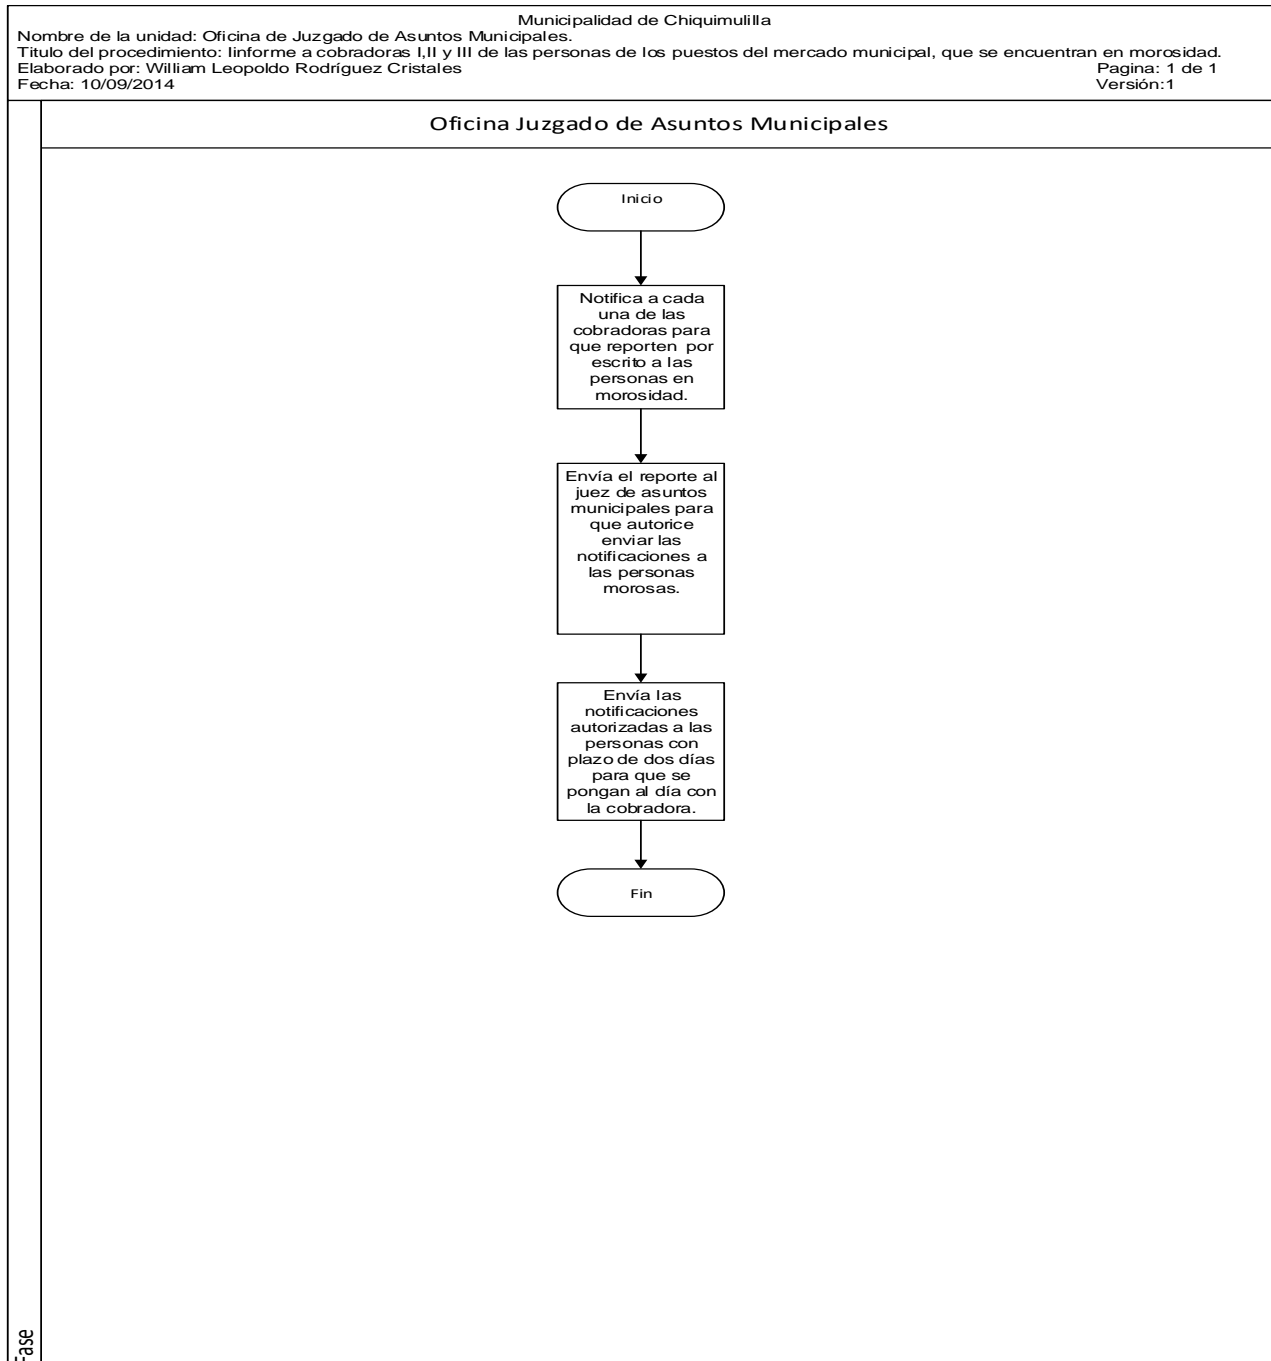 Municipalidad de Chiquimulilla
Nombre de la unidad: Oficina de Juzgado de Asuntos Municipales.
Titulo del procedimiento: Iinforme a cobradoras I,II y III de las personas de los puestos del mercado municipal, que se encuentran en morosidad.
Elaborado por: William Leopoldo Rodríguez Cristales
Pagina: 1 de 1
Fecha: 10/09/2014
Versión:1
Oficina Juzgado de Asuntos Municipales
Inicio
Notifica a cada
una de las
cobradoras para
que reporten por
escrito a las
personas en
morosidad.
Envía el reporte al
juez de asuntos
municipales para
que autorice
enviar las
notificaciones a
las personas
morosas.
Envía las
notificaciones
autorizadas a las
personas con
plazo de dos días
para que se
pongan al día con
la cobradora.
Fin
Fase